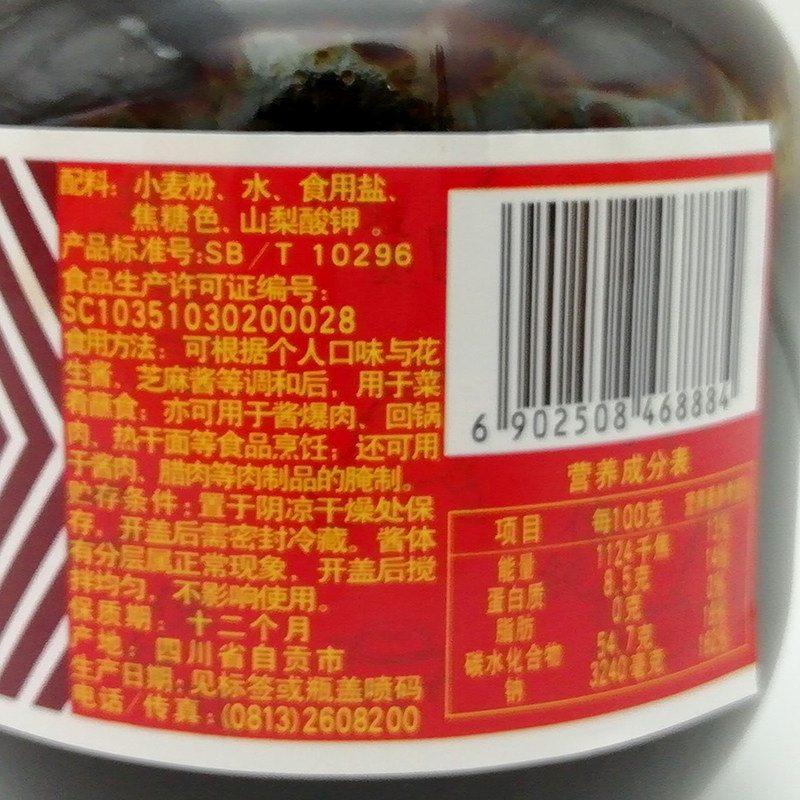 配料：小麦粉、水、食用盐、
焦糖色、山梨酸钾。
产品标准号:SB/T 10296
食品生产许可证编号:
SC10351030200028
食用方法：可根据个人口味与花
生酱、芝麻酱等调和后，用于菜
肴蘸食；亦可用于酱爆肉、回锅
肉、热干面等食品烹饪；还可用
于酱肉、腊肉等肉制品的腌制。
贮存条件:置于阴凉干燥处保
存，开盖后需密封冷藏。酱体
有分层属正常现象，开盖后搅
拌均匀，不影响使用。
保质期：十二个月
产地：四川省自贡市
生产日期:见标签或瓶盖喷码
电话/传真:(0813)2608200
6 902508 468884
营养成分表
项目 每100克
能量 1124千焦
蛋白质 8.5克
脂肪 0克
碳水化合物 54.7克
钠 3240毫克